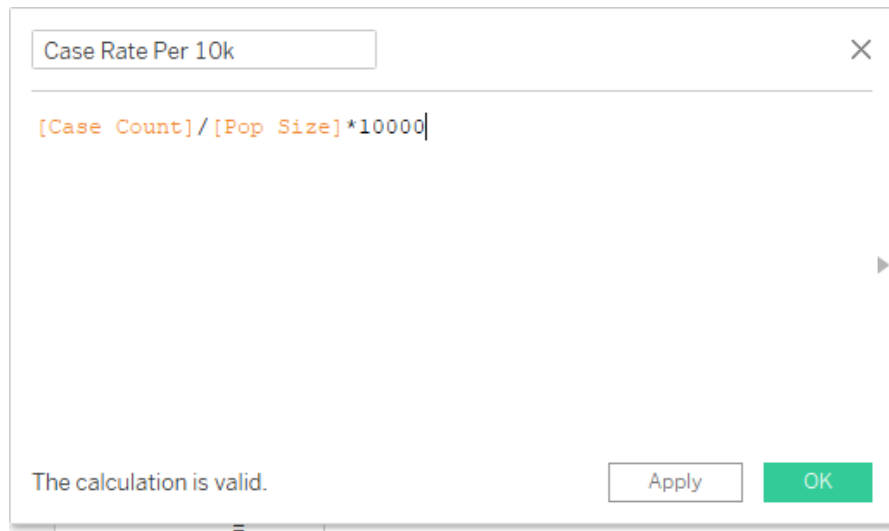 Case Rate Per 10k
[Case Count]/[Pop Size]*10000
The calculation is valid.
Apply
OK